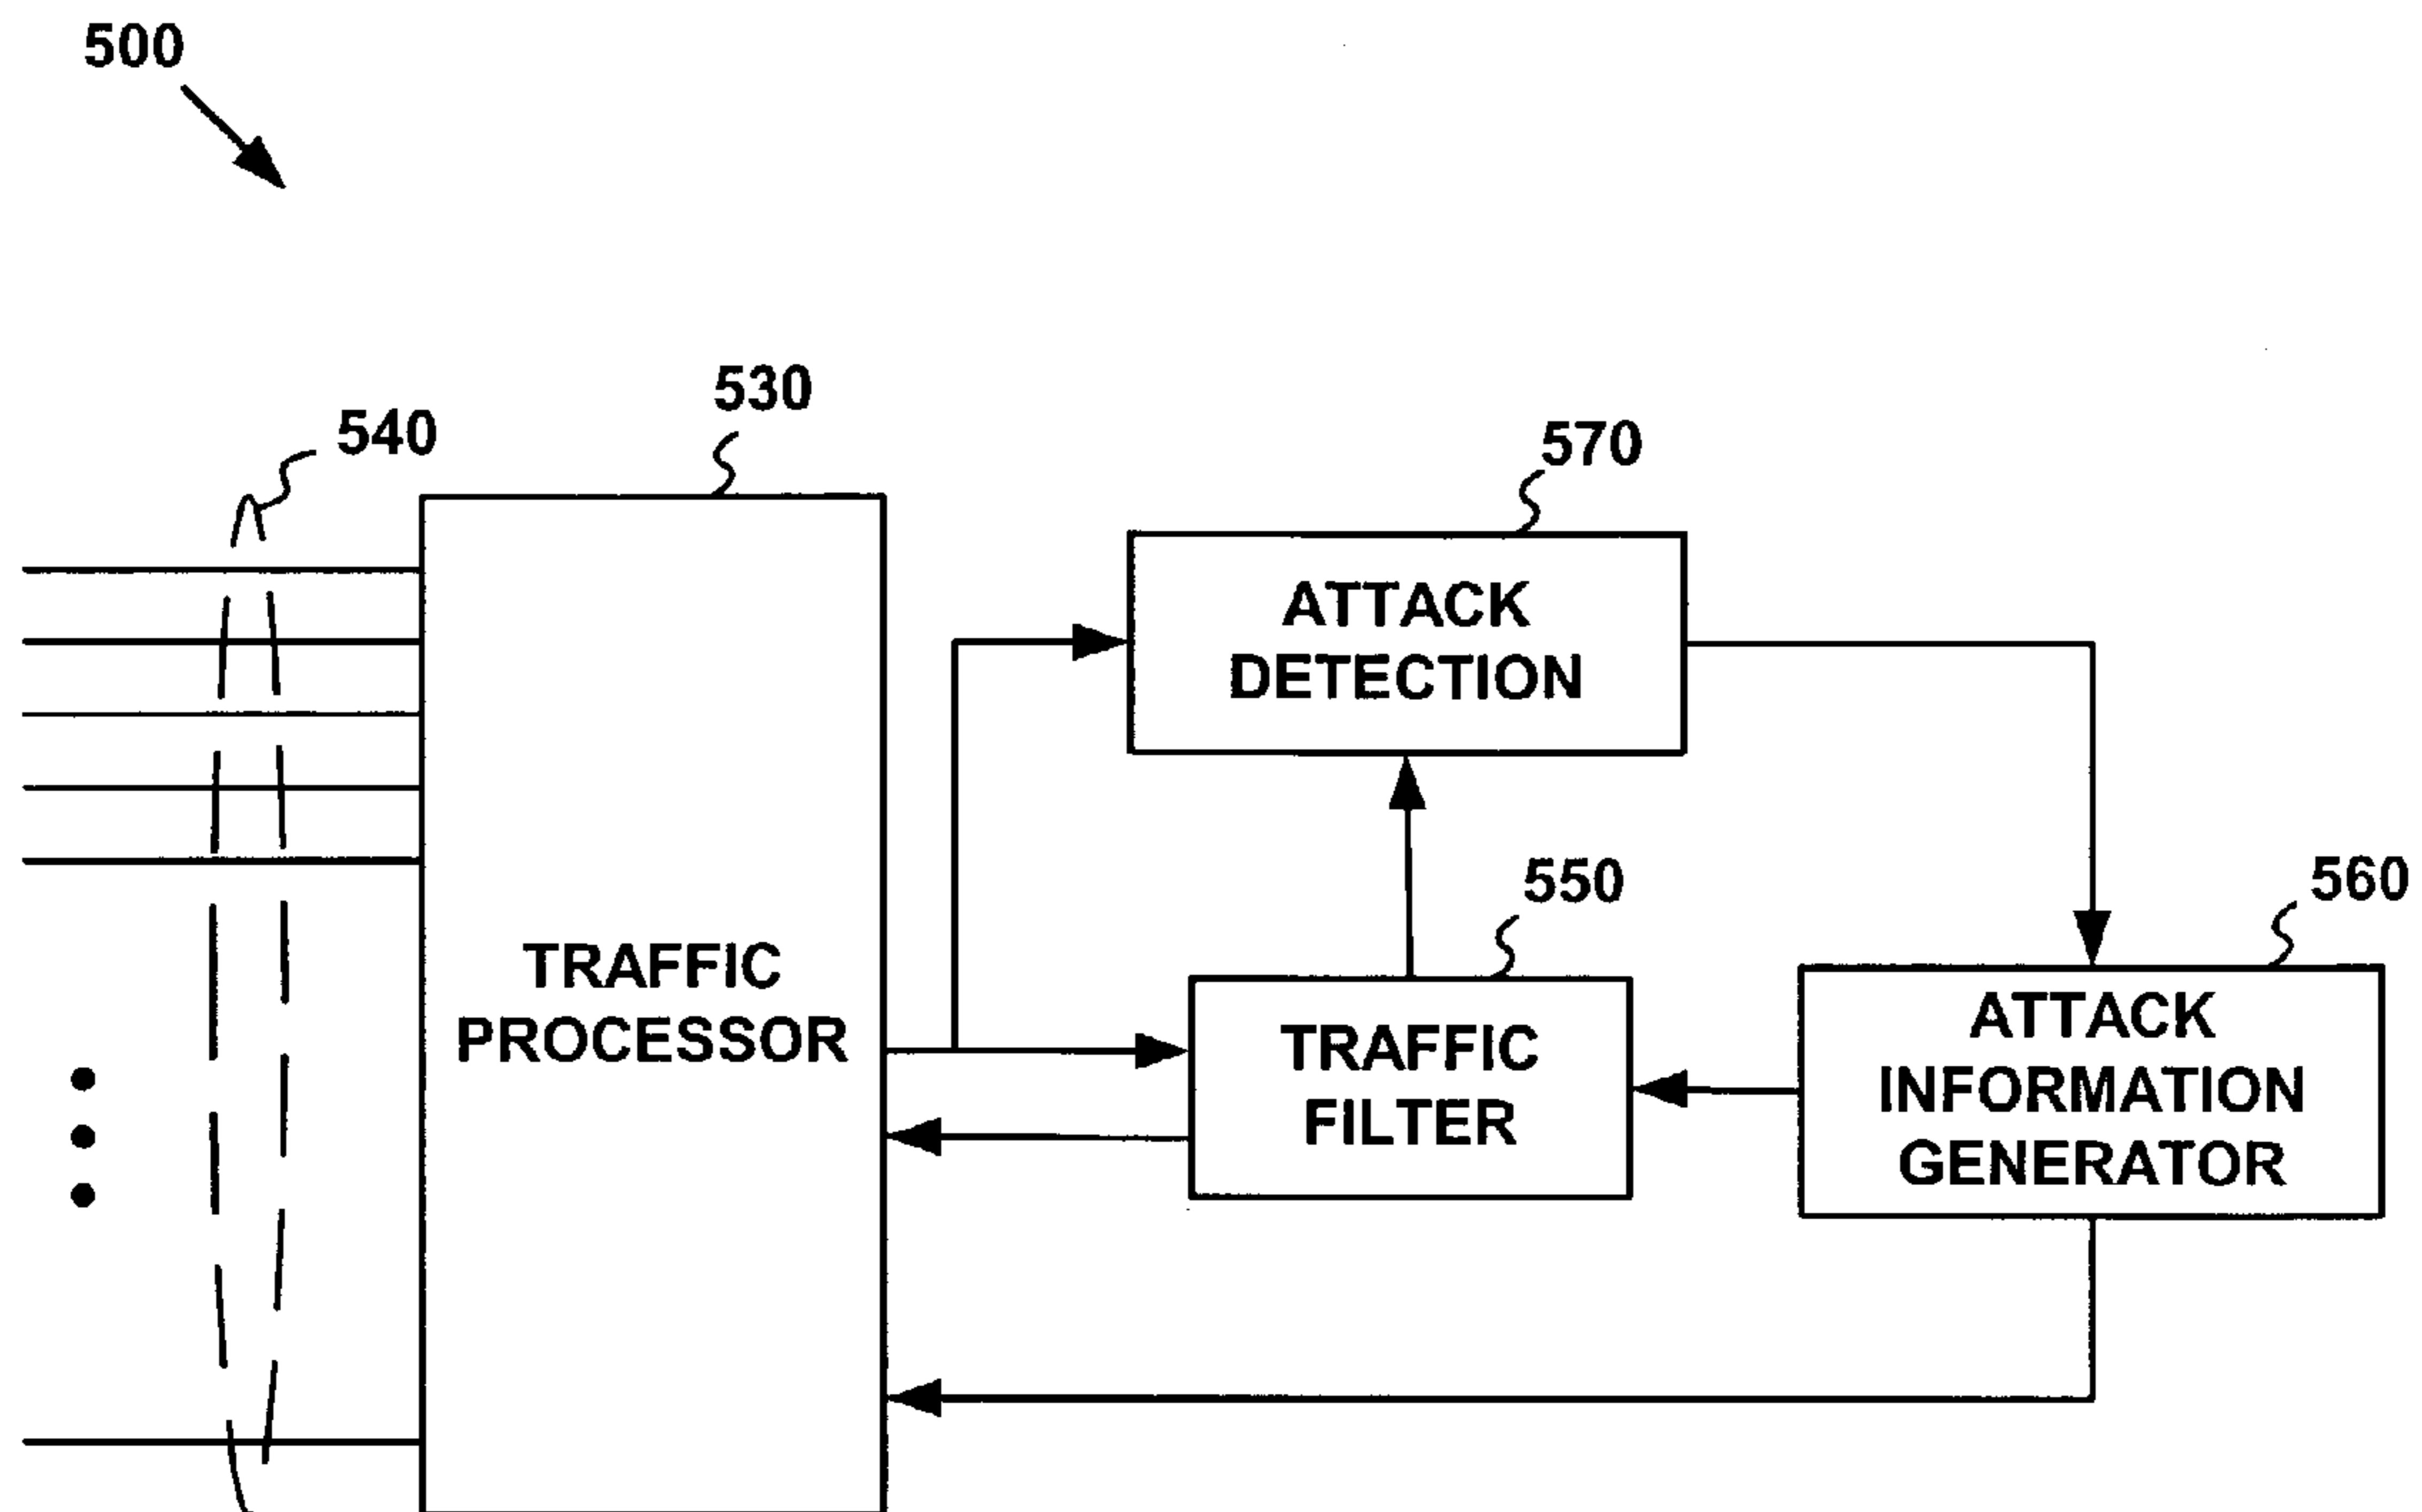 500
530
540
570
ATTACK
DETECTION
550
560
TRAFFIC
PROCESSOR
TRAFFIC
FILTER
ATTACK
INFORMATION
GENERATOR